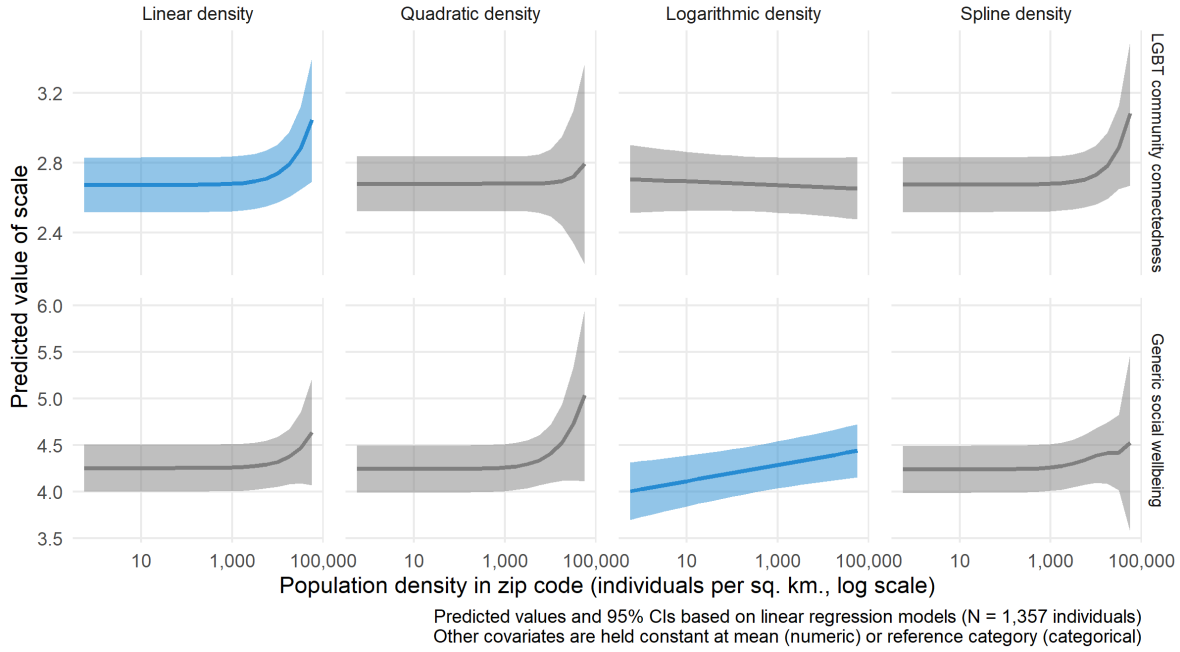 Linear density
Quadratic density
Logarithmic density
Spline density
Predicted value of scale
3.2
2.8
2.4
LGBT community connectedness
6.0
5.5
5.0
4.5
4.0
3.5
Generic social wellbeing
10
1,000
100,000
10
1,000
100,000
10
1,000
100,000
10
1,000
100,000
Population density in zip code (individuals per sq. km., log scale)
Predicted values and 95% CIs based on linear regression models (N = 1,357 individuals)
Other covariates are held constant at mean (numeric) or reference category (categorical)